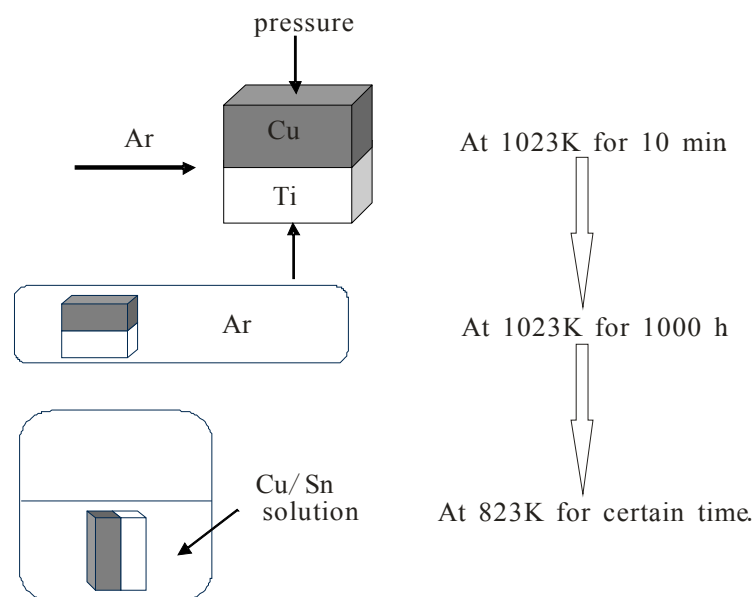 pressure
Cu
Ar
Ti
At 1023K for 10 min
Ar
At 1023K for 1000 h
Cu/Sn
solution
At 823K for certain time.